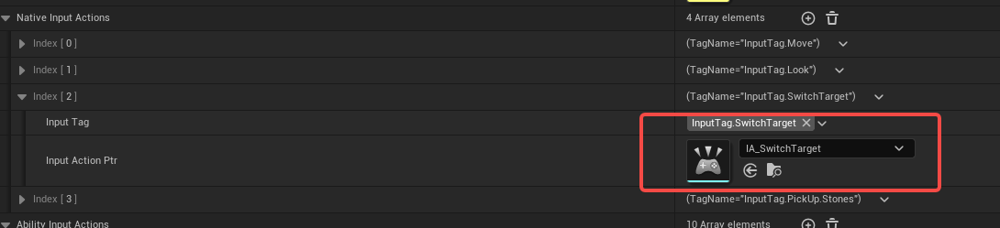 Native Input Actions 4 Array elements
Index [ 0 ] (TagName="InputTag.Move")
Index [ 1 ] (TagName="InputTag.Look")
Index [ 2 ] (TagName="InputTag.SwitchTarget")
Input Tag InputTag.SwitchTarget
Input Action Ptr IA_SwitchTarget
Index [ 3 ] (TagName="InputTag.PickUp.Stones")
Ability Input Actions 10 Array elements